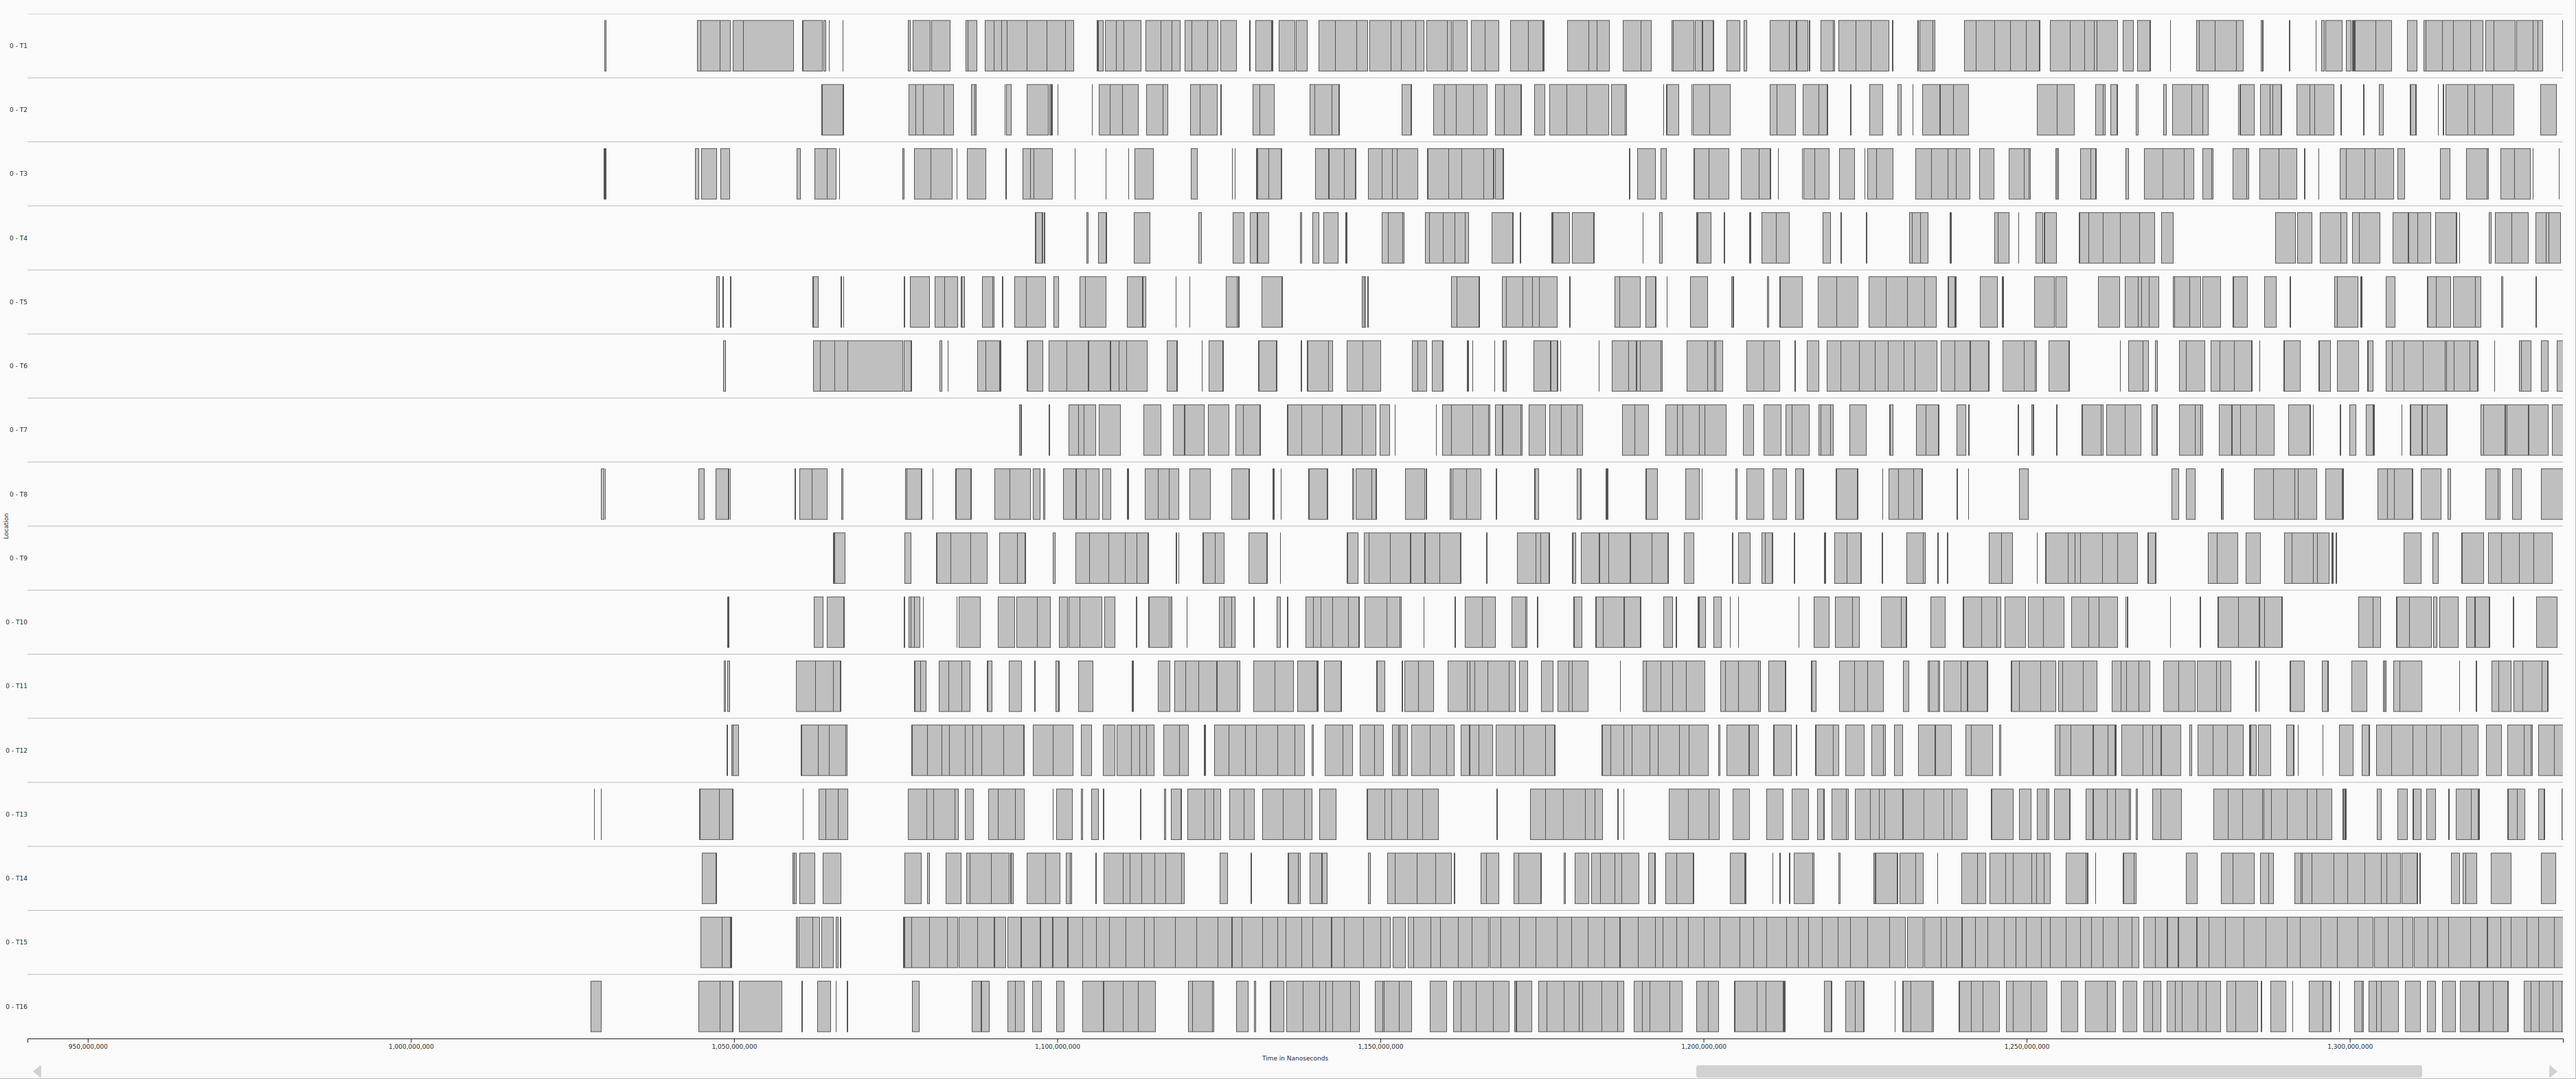 0 - T1
0 - T2
0 - T3
0 - T4
0 - T5
0 - T6
0 - T7
0 - T8
Location
0 - T9
0 - T10
0 - T11
0 - T12
0 - T13
0 - T14
0 - T15
0 - T16
950,000,000 1,000,000,000 1,050,000,000 1,100,000,000 1,150,000,000 1,200,000,000 1,250,000,000 1,300,000,000
Time in Nanoseconds